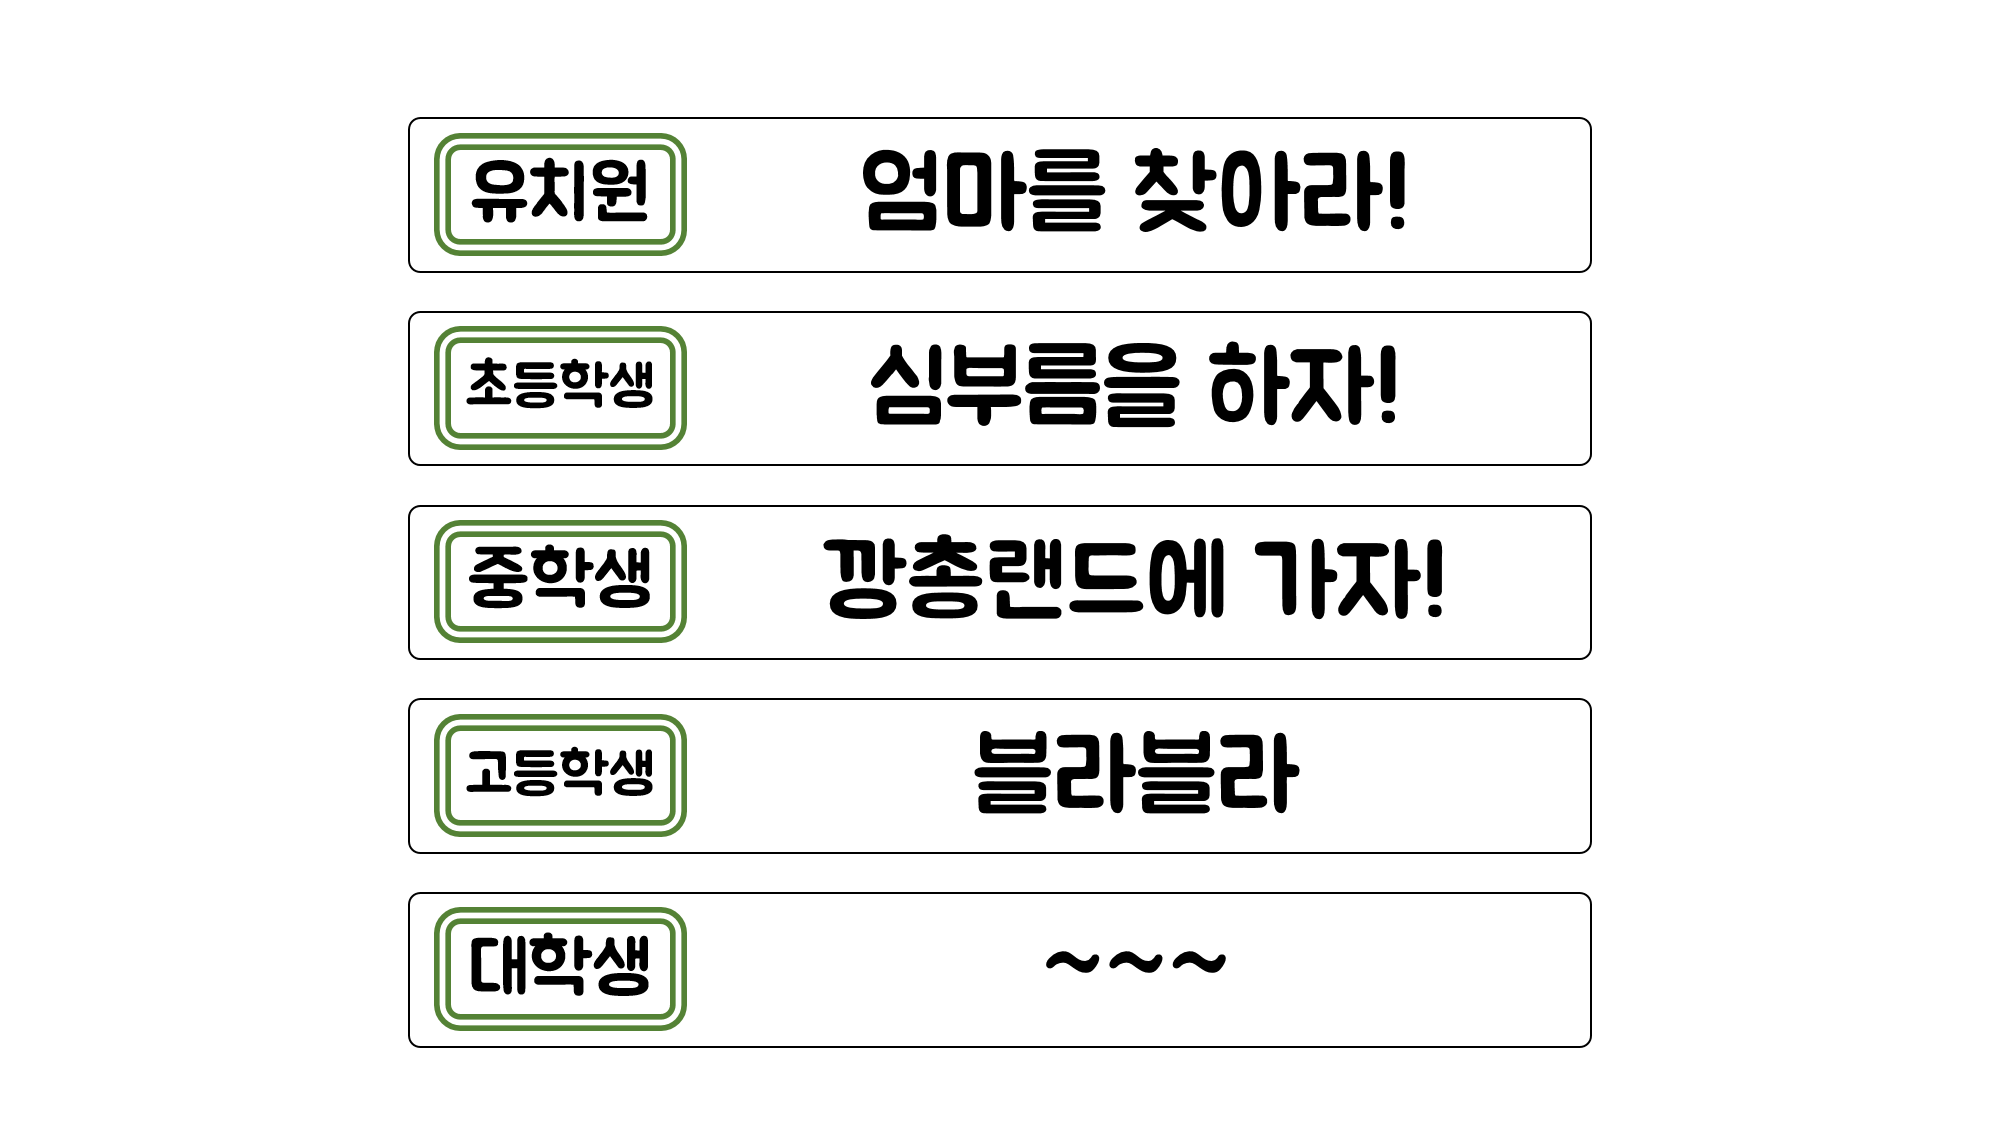 유치원 엄마를 찾아라!
초등학생 심부름을 하자!
중학생 깡총랜드에 가자!
고등학생 블라블라
대학생 ~~~